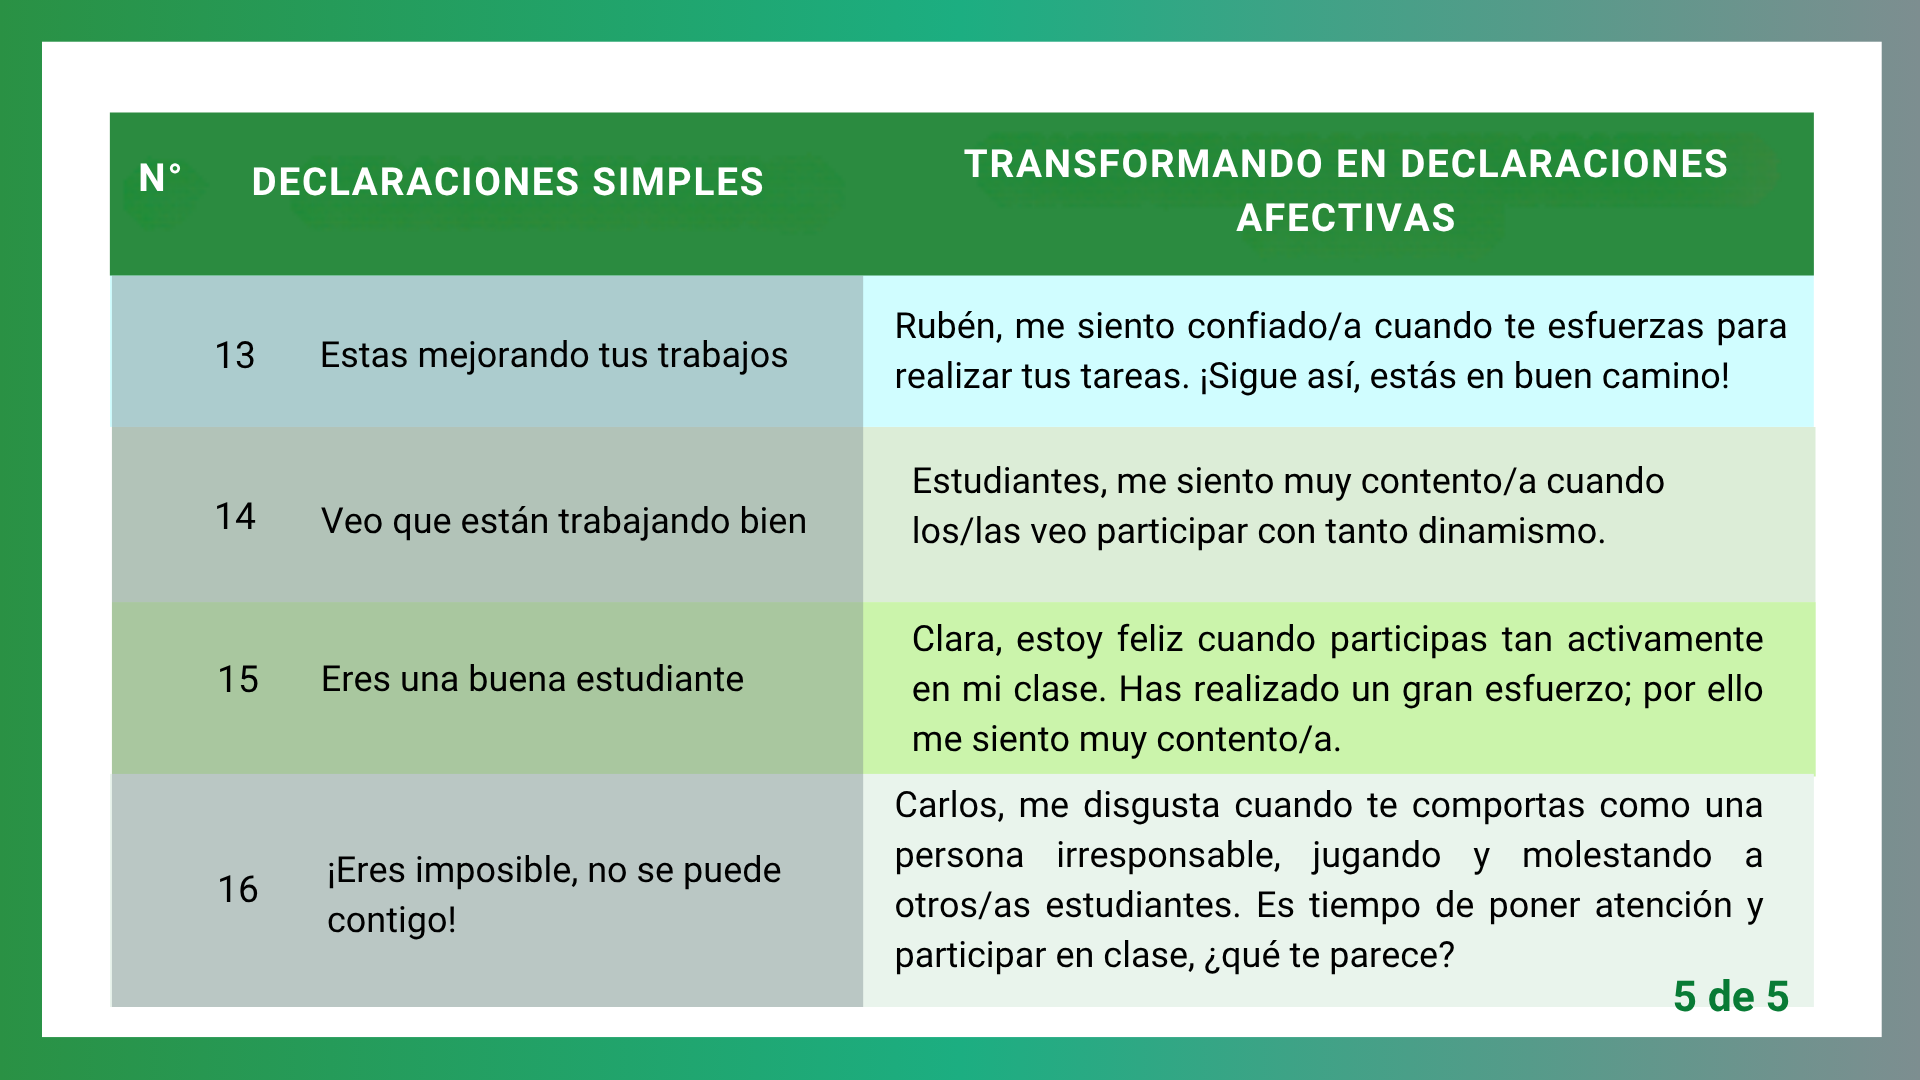 N°
DECLARACIONES SIMPLES
TRANSFORMANDO EN DECLARACIONES
AFECTIVAS
13
Estas mejorando tus trabajos
Rubén, me siento confiado/a cuando te esfuerzas para
realizar tus tareas. ¡Sigue así, estás en buen camino!
14
Veo que están trabajando bien
Estudiantes, me siento muy contento/a cuando
los/las veo participar con tanto dinamismo.
15
Eres una buena estudiante
Clara, estoy feliz cuando participas tan activamente
en mi clase. Has realizado un gran esfuerzo; por ello
me siento muy contento/a.
16
¡Eres imposible, no se puede
contigo!
Carlos, me disgusta cuando te comportas como una
persona irresponsable, jugando y molestando a
otros/as estudiantes. Es tiempo de poner atención y
participar en clase, ¿qué te parece?
5 de 5